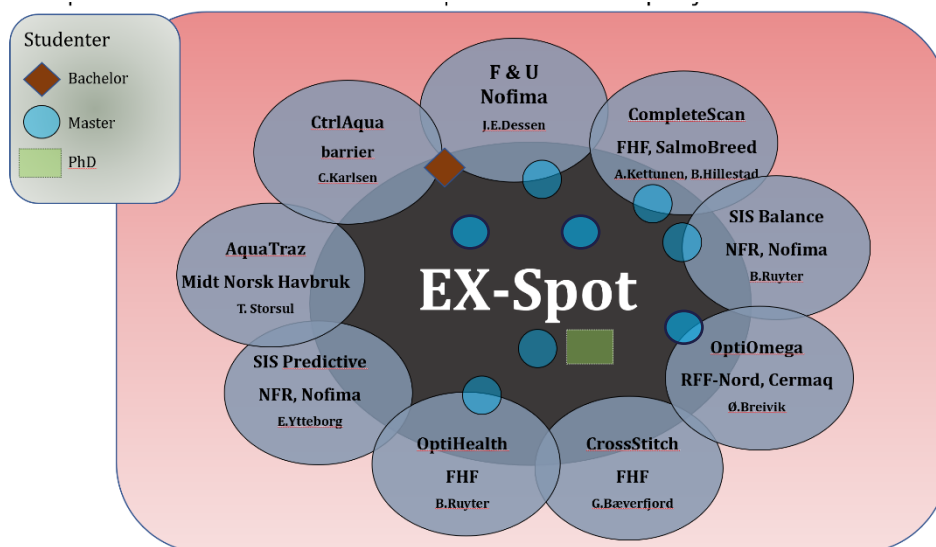 Studenter
Bachelor
Master
PhD
F & U
Nofima
J.E.Dessen
CompleteScan
FHF, SalmoBreed
A.Kettunen, B.Hillestad
CtrlAqua
barrier
C.Karlsen
SIS Balance
NFR, Nofima
B.Ruyter
AquaTraz
Midt Norsk Havbruk
T. Storsul
EX-Spot
OptiOmega
RFF-Nord, Cermaq
Ø.Breivik
SIS Predictive
NFR, Nofima
E.Ytteborg
OptiHealth
FHF
B.Ruyter
CrossStitch
FHF
G.Bæverfjord